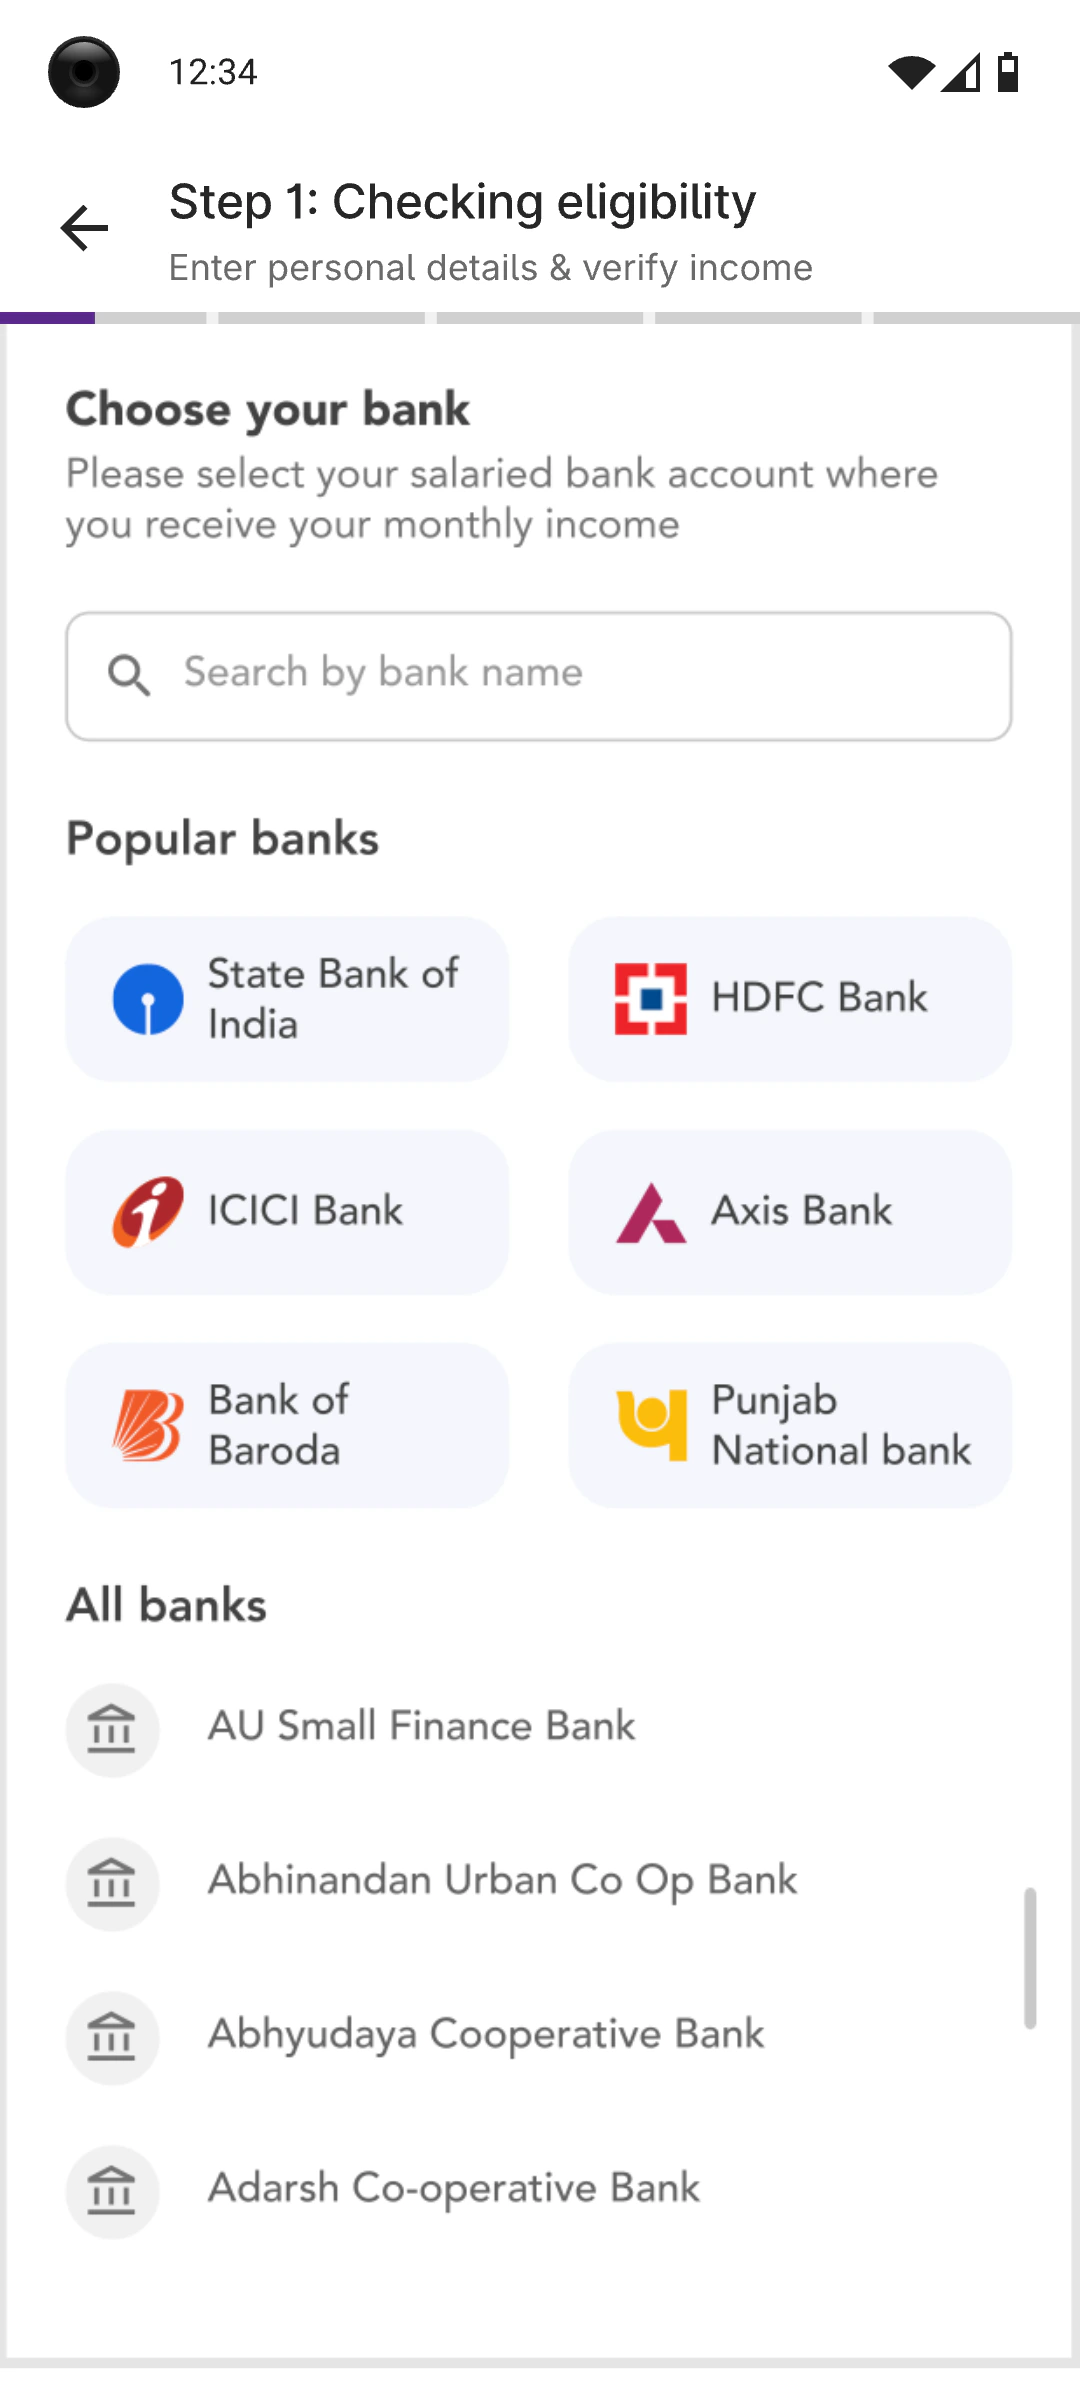 12:34
Step 1: Checking eligibility
Enter personal details & verify income
Choose your bank
Please select your salaried bank account where
you receive your monthly income
Search by bank name
Popular banks
State Bank of
India
HDFC Bank
ICICI Bank
Axis Bank
Bank of
Baroda
Punjab
National bank
All banks
AU Small Finance Bank
Abhinandan Urban Co Op Bank
Abhyudaya Cooperative Bank
Adarsh Co-operative Bank